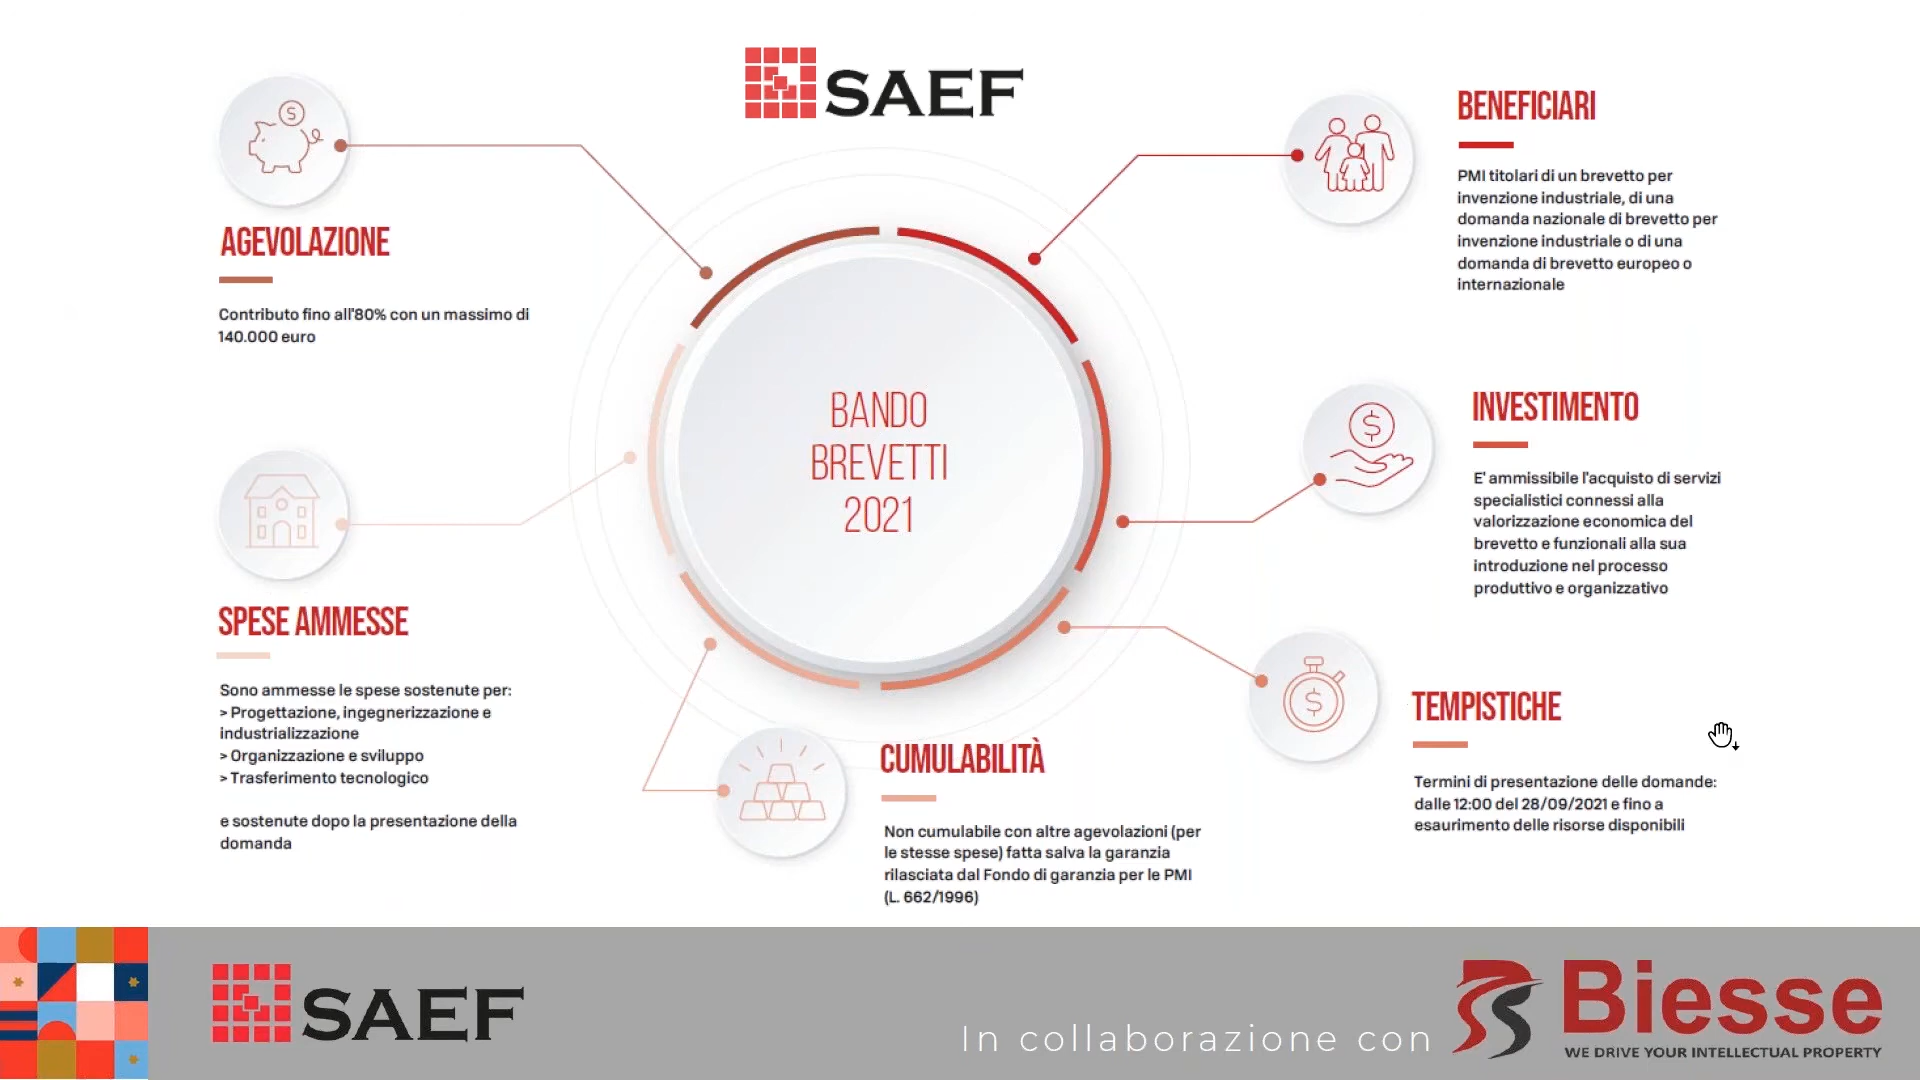 SAEF
AGEVOLAZIONE
Contributo fino all'80% con un massimo di
140.000 euro
BENEFICIARI
PMI titolari di un brevetto per
invenzione industriale, di una
domanda nazionale di brevetto per
invenzione industriale o di una
domanda di brevetto europeo o
internazionale
BANDO
BREVETTI
2021
INVESTIMENTO
E' ammissibile l'acquisto di servizi
specialistici connessi alla
valorizzazione economica del
brevetto e funzionali alla sua
introduzione nel processo
produttivo e organizzativo
SPESE AMMESSE
Sono ammesse le spese sostenute per:
> Progettazione, ingegnerizzazione e
industrializzazione
> Organizzazione e sviluppo
> Trasferimento tecnologico
e sostenute dopo la presentazione della
domanda
CUMULABILITÀ
Non cumulabile con altre agevolazioni (per
le stesse spese) fatta salva la garanzia
rilasciata dal Fondo di garanzia per le PMI
(L. 662/1996)
TEMPISTICHE
Termini di presentazione delle domande:
dalle 12:00 del 28/09/2021 e fino a
esaurimento delle risorse disponibili
SAEF
In collaborazione con
Biesse
WE DRIVE YOUR INTELLECTUAL PROPERTY